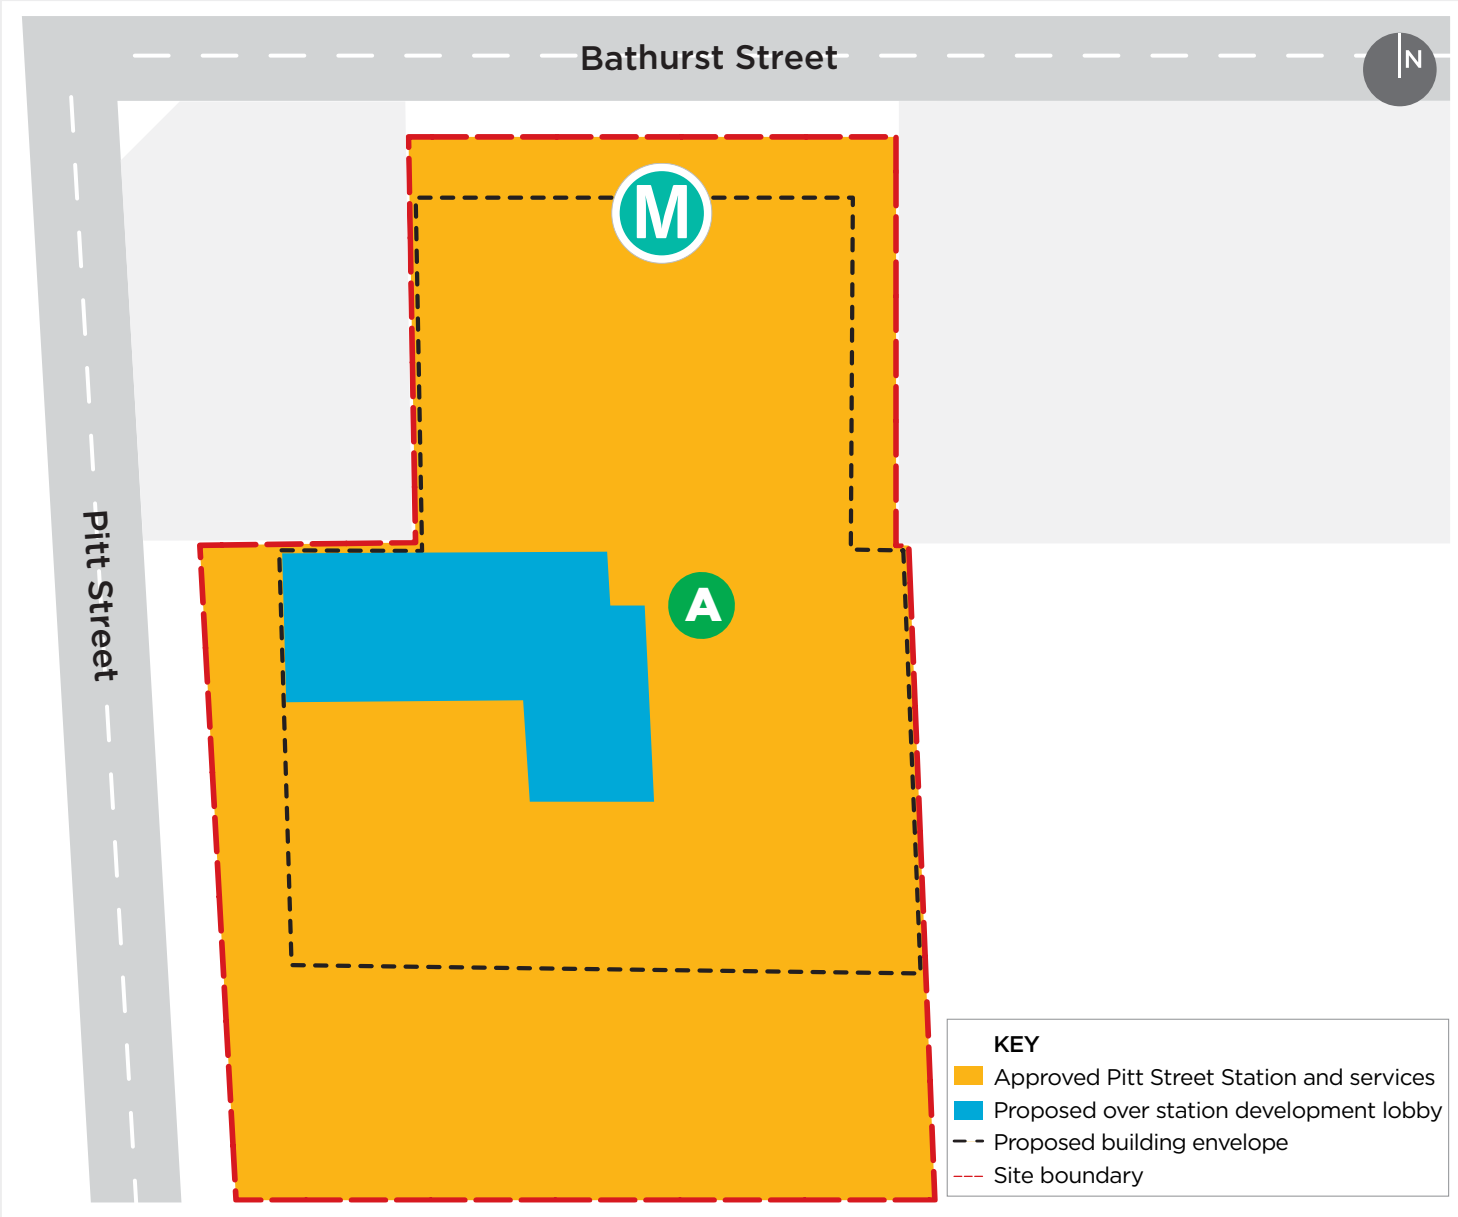 Bathurst Street
N
M
Pitt Street
A
KEY
Approved Pitt Street Station and services
Proposed over station development lobby
Proposed building envelope
Site boundary